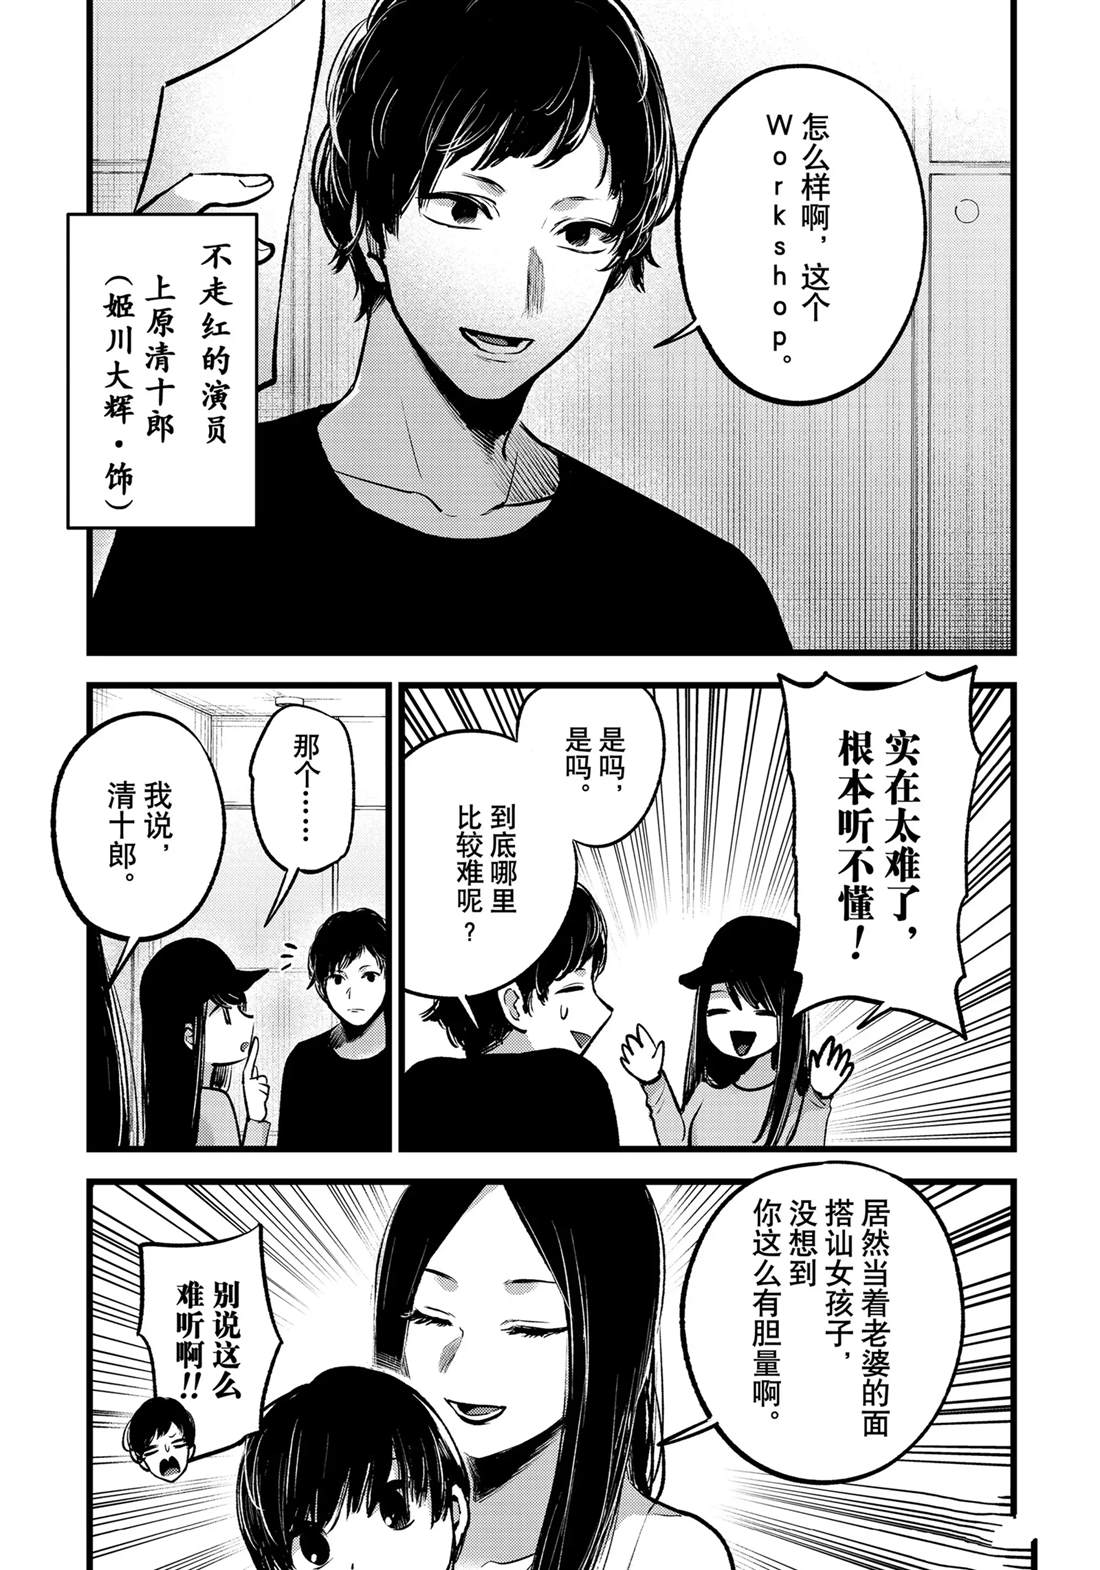 怎么样啊，这个
Workshop。
不走红的演员
上原清十郎
（姬川大辉·饰）
实在太难了，
根本听不懂！
是吗，
是吗。
到底哪里
比较难呢？
那个……
我说，
清十郎。
居然当着老婆的面
搭讪女孩子，
没想到
你这么有胆量啊。
别说这么
难听啊!!